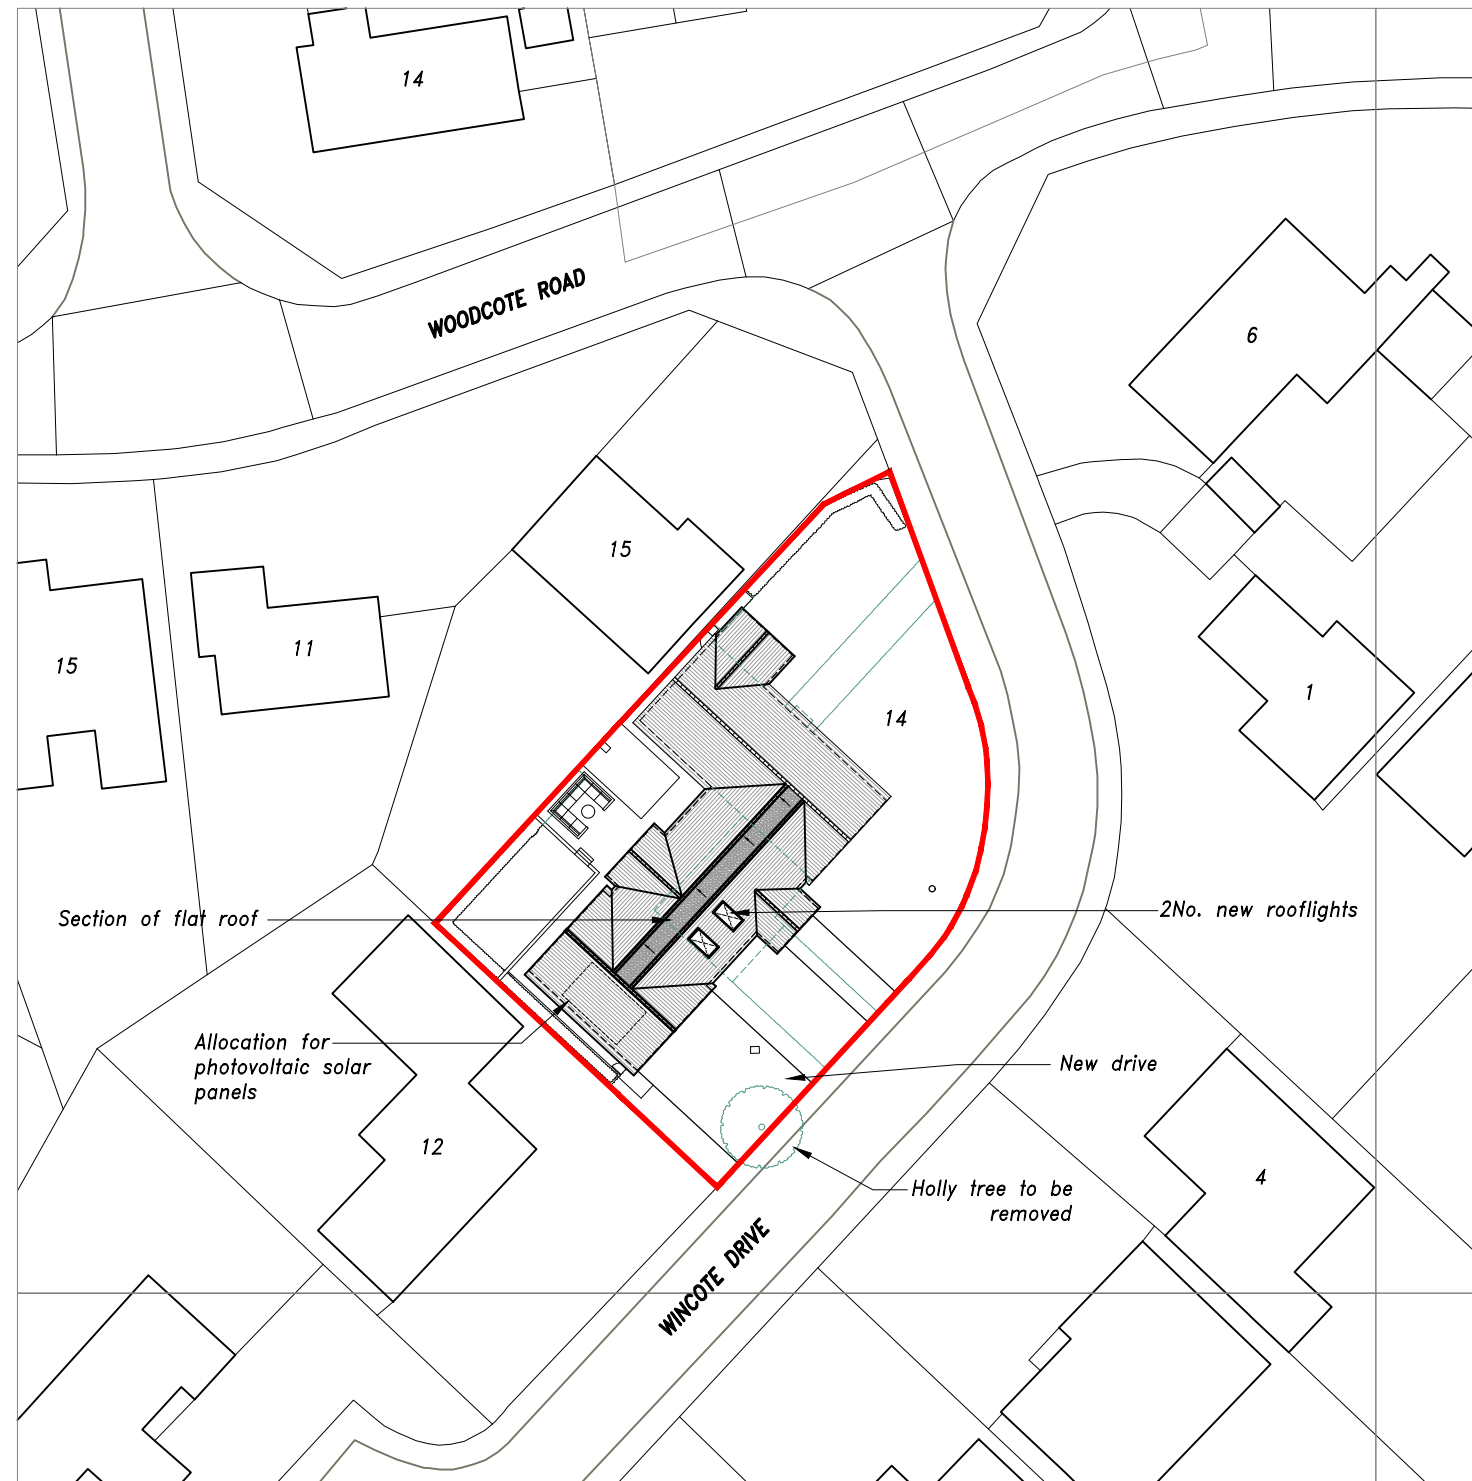 14
WOODCOTE ROAD
6
15
15
11
1
14
Section of flat roof
2No. new rooflights
Allocation for
photovoltaic solar
panels
New drive
12
Holly tree to be
removed
4
WINCOTE DRIVE